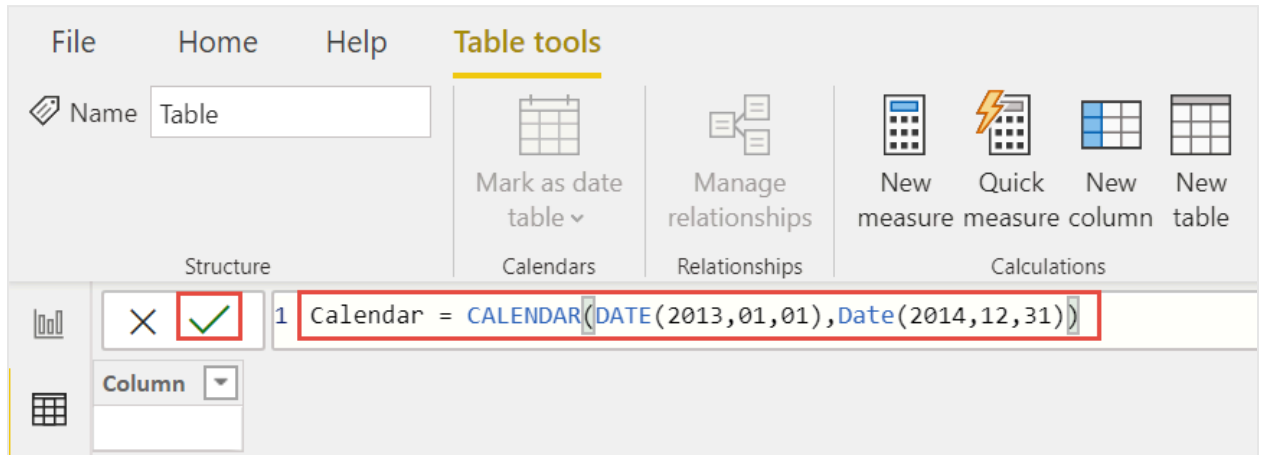 File Home Help Table tools
Name Table
Mark as date table
Manage relationships
New measure
Quick measure
New column
New table
Structure Calendars Relationships Calculations
1 Calendar = CALENDAR(DATE(2013,01,01),Date(2014,12,31))
Column